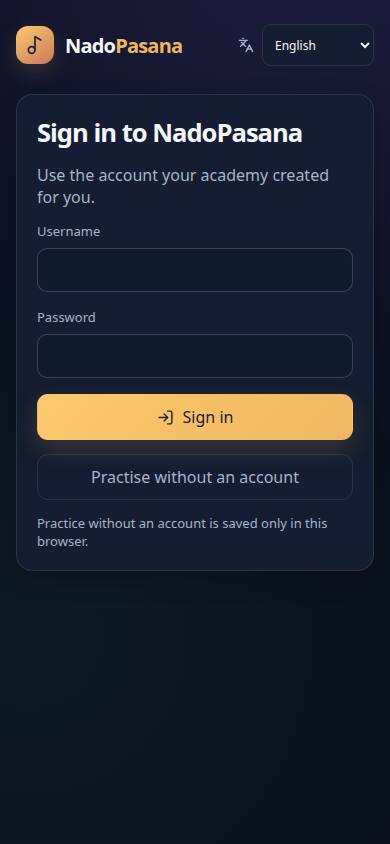 NadoPasana
English
Sign in to NadoPasana
Use the account your academy created
for you.
Username
Password
Sign in
Practise without an account
Practice without an account is saved only in this
browser.